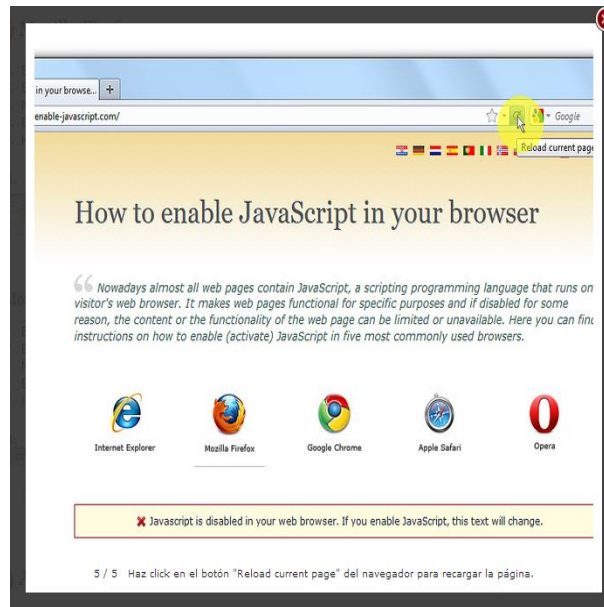 in your browse...
enable-javascript.com/
Google
Reload current page
How to enable JavaScript in your browser
Nowadays almost all web pages contain JavaScript, a scripting programming language that runs on
visitor's web browser. It makes web pages functional for specific purposes and if disabled for some
reason, the content or the functionality of the web page can be limited or unavailable. Here you can find
instructions on how to enable (activate) JavaScript in five most commonly used browsers.
Internet Explorer
Mozilla Firefox
Google Chrome
Apple Safari
Opera
Javascript is disabled in your web browser. If you enable JavaScript, this text will change.
5 / 5 Haz click en el botón "Reload current page" del navegador para recargar la página.